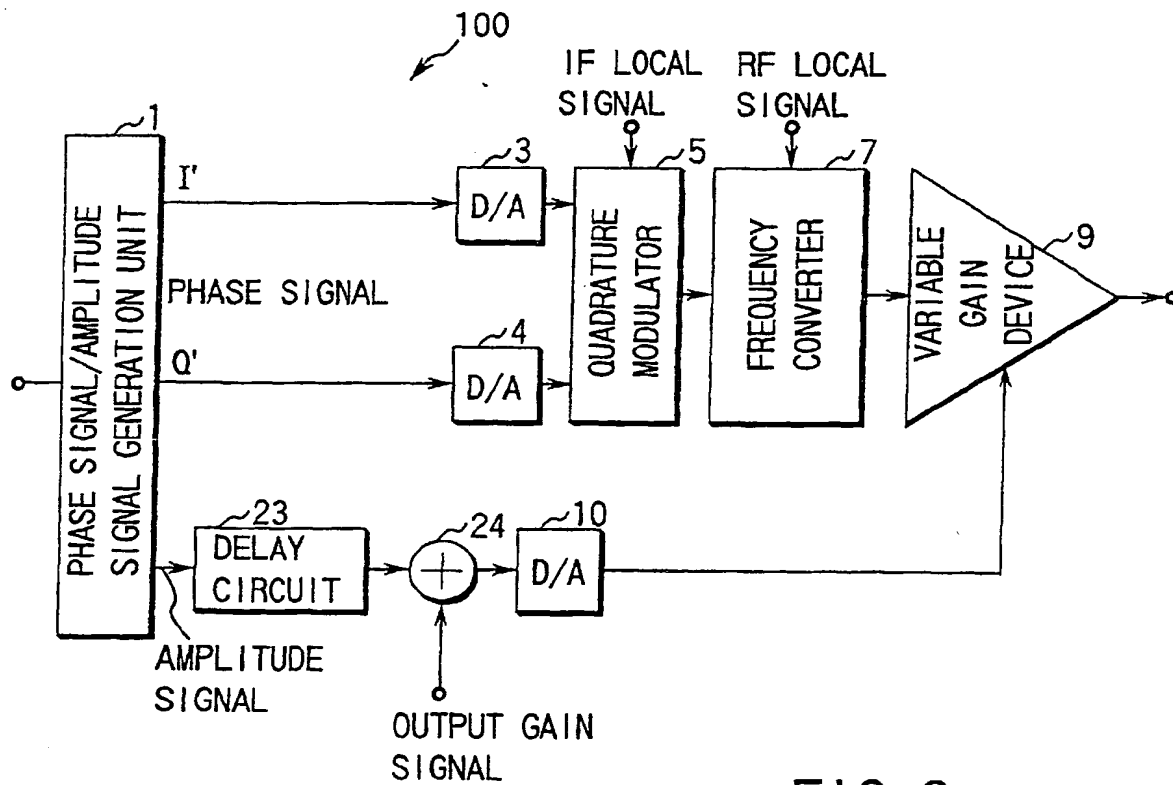 100
IF LOCAL
SIGNAL
RF LOCAL
SIGNAL
1
PHASE SIGNAL/AMPLITUDE
SIGNAL GENERATION UNIT
I'
PHASE SIGNAL
Q'
3
D/A
4
D/A
5
QUADRATURE
MODULATOR
7
FREQUENCY
CONVERTER
9
VARIABLE
GAIN
DEVICE
23
DELAY
CIRCUIT
24
+
10
D/A
AMPLITUDE
SIGNAL
OUTPUT GAIN
SIGNAL